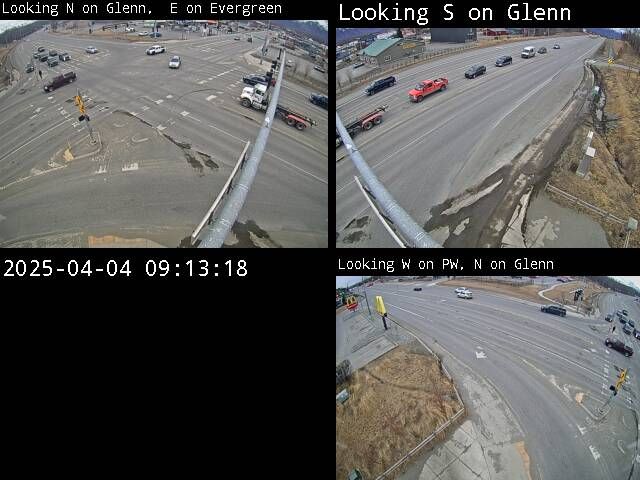 Looking N on Glenn,  E on Evergreen
Looking S on Glenn
2025-04-04 09:13:18
Looking W on PW, N on Glenn